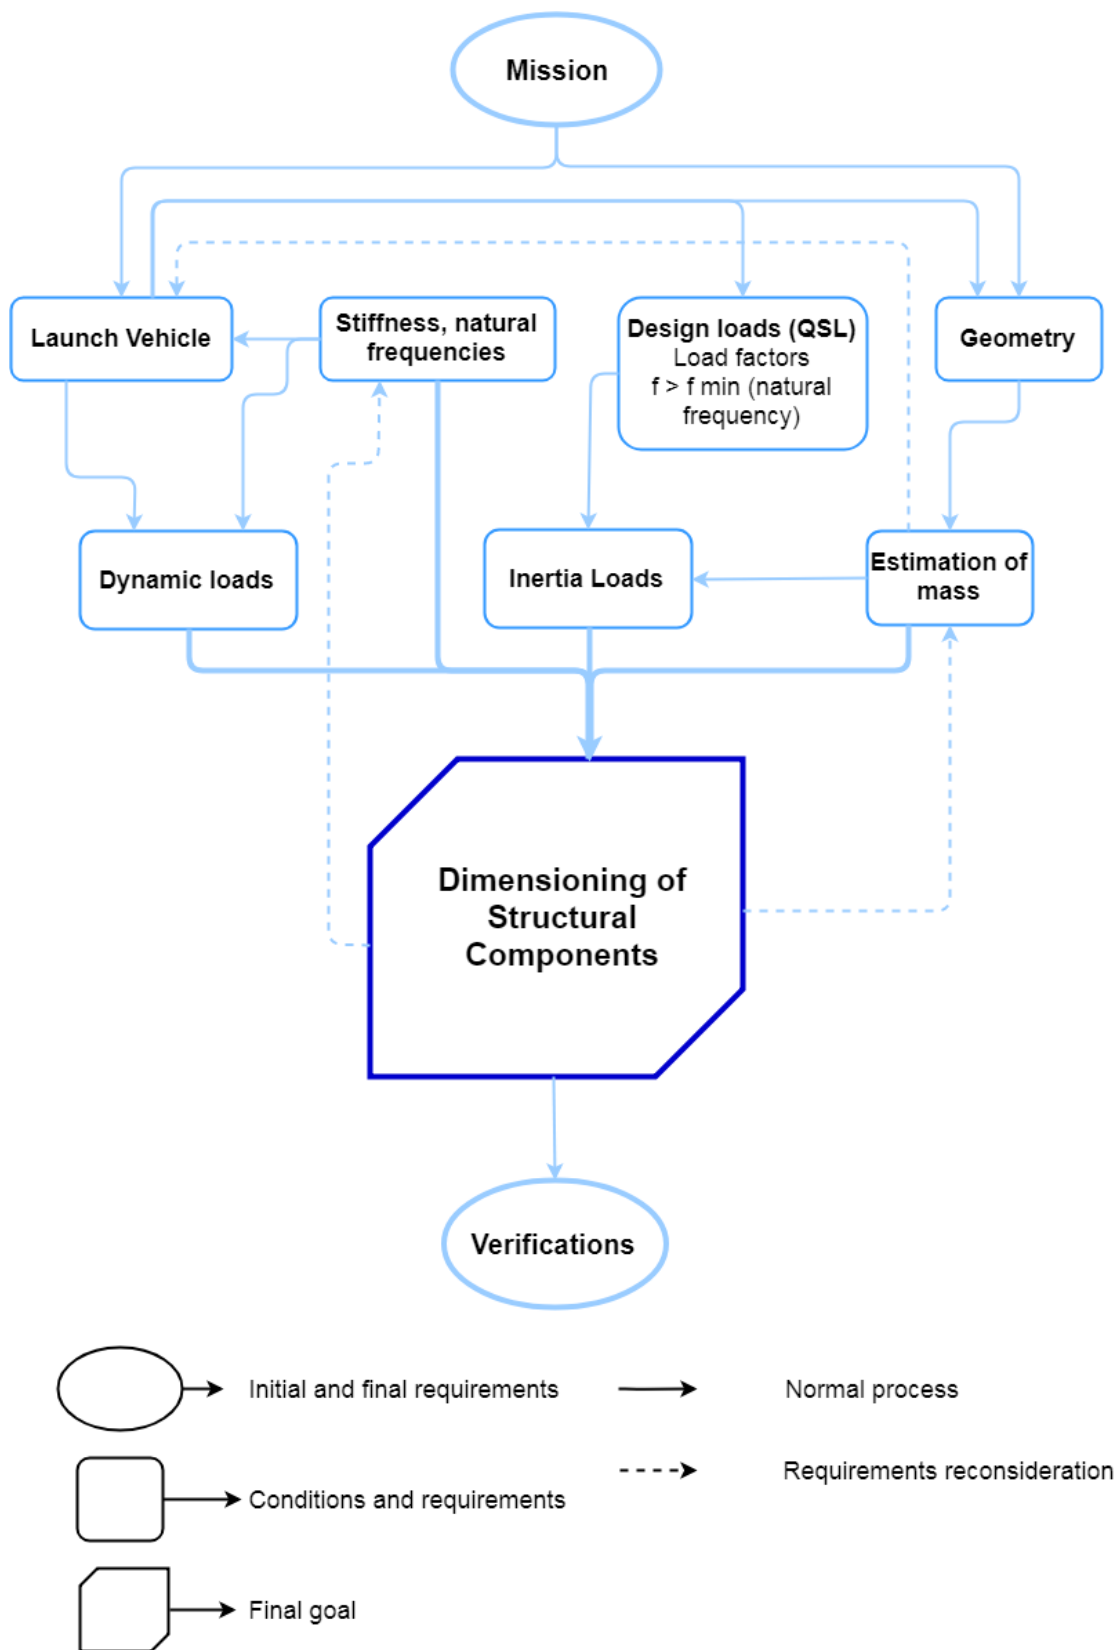 Mission
Launch Vehicle
Stiffness, natural
frequencies
Design loads (QSL)
Load factors
f > f min (natural
frequency)
Geometry
Dynamic loads
Inertia Loads
Estimation of
mass
Dimensioning of
Structural
Components
Verifications
Initial and final requirements
Normal process
Conditions and requirements
Requirements reconsideration
Final goal